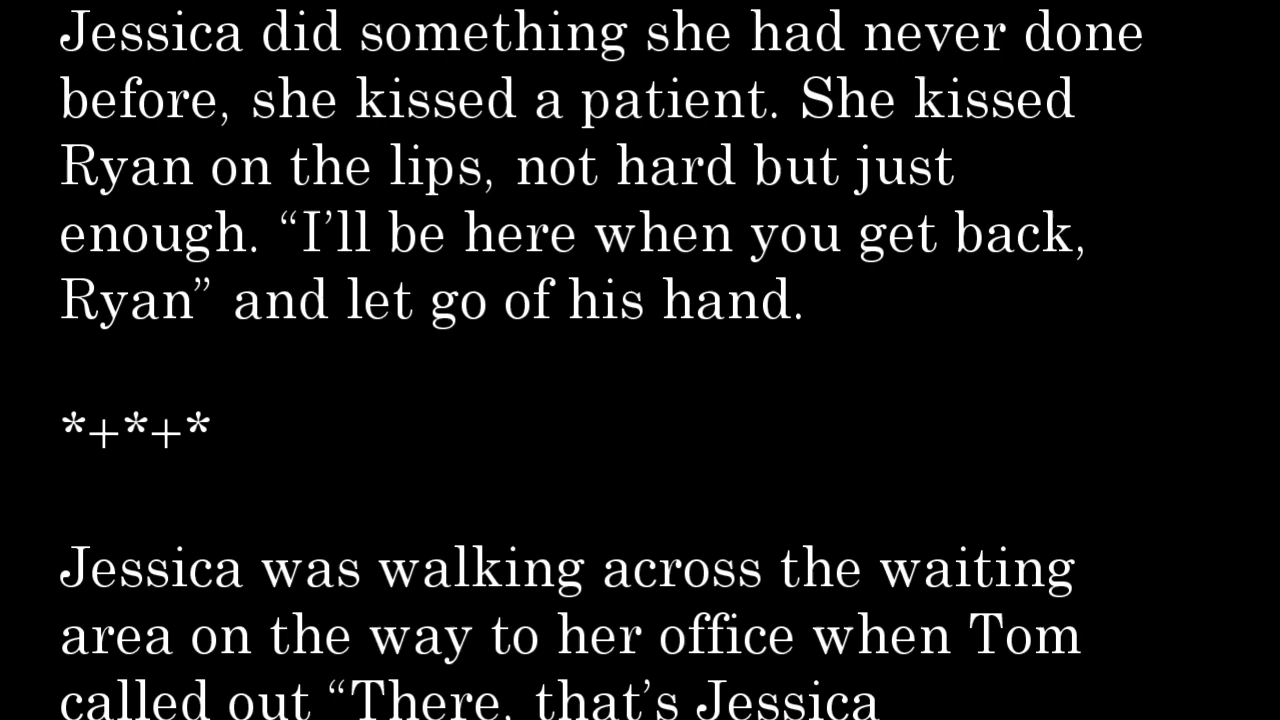 Jessica did something she had never done
before, she kissed a patient. She kissed
Ryan on the lips, not hard but just
enough. “I’ll be here when you get back,
Ryan” and let go of his hand.
*+*+*
Jessica was walking across the waiting
area on the way to her office when Tom
called out “There, that’s Jessica